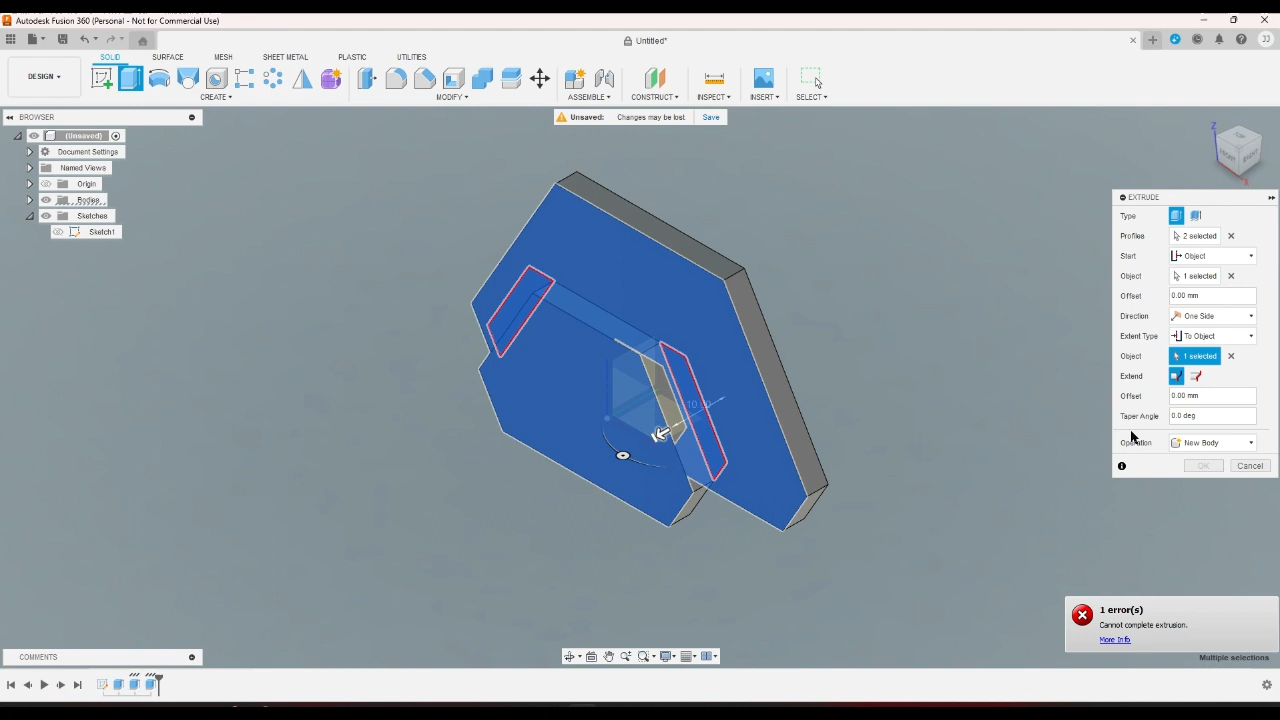 Autodesk Fusion 360 (Personal - Not for Commercial Use)
Untitled*
JJ
SOLID SURFACE MESH SHEET METAL PLASTIC UTILITIES
DESIGN
CREATE MODIFY ASSEMBLE CONSTRUCT INSPECT INSERT SELECT
BROWSER
Unsaved: Changes may be lost Save
(Unsaved)
Document Settings
Named Views
Origin
Bodies
Sketches
Sketch1
Z
FRONT RIGHT
X
EXTRUDE
Type
Profiles 2 selected
Start Object
Object 1 selected
Offset 0.00 mm
Direction One Side
Extent Type To Object
Object 1 selected
Extend
Offset 0.00 mm
Taper Angle 0.0 deg
Operation New Body
OK Cancel
1 error(s)
Cannot complete extrusion.
More Info
COMMENTS
Multiple selections